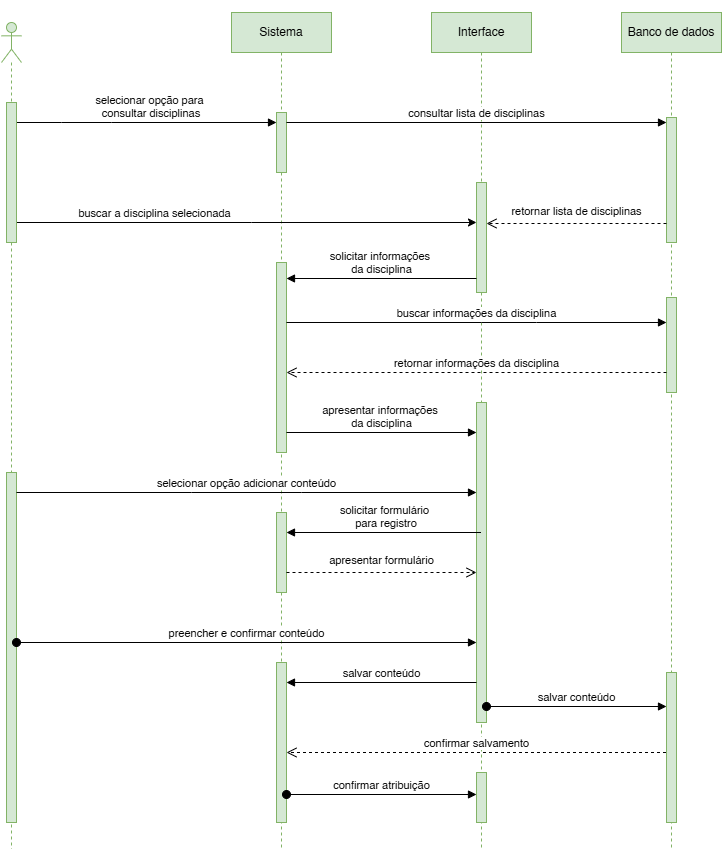 Sistema
Interface
Banco de dados
selecionar opção para
consultar disciplinas
consultar lista de disciplinas
buscar a disciplina selecionada
retornar lista de disciplinas
solicitar informações
da disciplina
buscar informações da disciplina
retornar informações da disciplina
apresentar informações
da disciplina
selecionar opção adicionar conteúdo
solicitar formulário
para registro
apresentar formulário
preencher e confirmar conteúdo
salvar conteúdo
salvar conteúdo
confirmar salvamento
confirmar atribuição